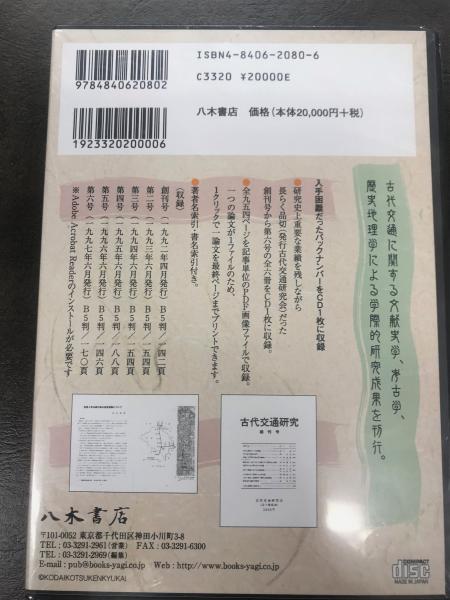 ISBN4-8406-2080-6
C3320 ¥20000E
9784840620802
八木書店 価格(本体20,000円+税)
1923320200006
古代交通に関する文献史学、考古学、
歴史地理学による学際的研究成果を刊行。
入手困難だったバックナンバーをCD1枚に収録
●研究史上重要な業績を残しながら
長らく品切(発行古代交通研究会)だった
創刊号から第六号の全六冊をCD1枚に収録。
●全九五四ページを記事単位のPDF画像ファイルで収録。
一つの論文が1ファイルのため、
1クリックで一論文を最終ページまでプリントできます。
●著者名索引・書名索引付き。
〈収録〉
創刊号(一九九二年四月発行) B5判/一四二頁
第二号(一九九三年六月発行) B5判/一五四頁
第三号(一九九四年六月発行) B5判/一五四頁
第四号(一九九五年六月発行) B5判/一八八頁
第五号(一九九六年六月発行) B5判/一四六頁
第六号(一九九七年六月発行) B5判/一七〇頁
※Adobe Acrobat Readerのインストールが必要です
古代交通研究
創刊号
八木書店
〒101-0052 東京都千代田区神田小川町3-8
TEL:03-3291-2961(営業) FAX:03-3291-6300
TEL:03-3291-2969(編集)
E-mail:pub@books-yagi.co.jp Web:http://www.books-yagi.co.jp
©KODAIKOTSUKENKYUKAI
COMPACT
disc
MADE IN JAPAN